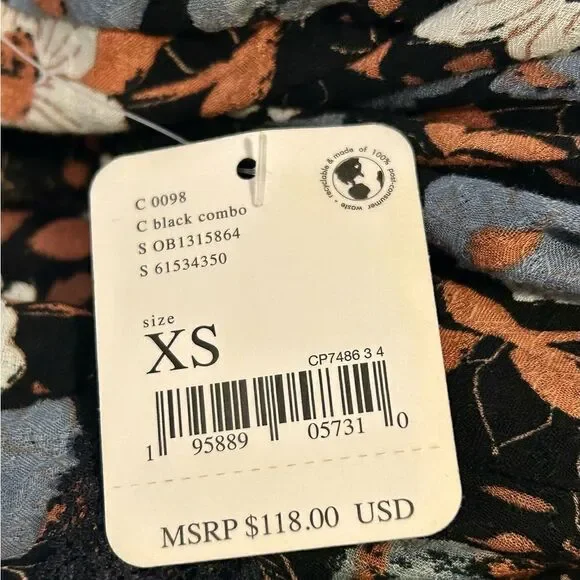 C 0098
C black combo
S OB1315864
S 61534350
recyclable & made of 100% post-consumer waste •
size
XS
CP7486 3 4
1 95889 05731 0
MSRP $118.00 USD